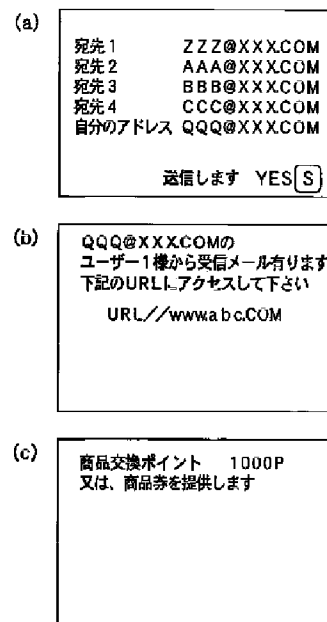 (a)
宛先1 ZZZ@XXX.COM
宛先2 AAA@XXX.COM
宛先3 BBB@XXX.COM
宛先4 CCC@XXX.COM
自分のアドレス QQQ@XXX.COM
送信します YES S
(b)
QQQ@XXX.COMの
ユーザー1様から受信メール有ります
下記のURLにアクセスして下さい
URL//www.abc.COM
(c)
商品交換ポイント 1000P
又は、商品券を提供します